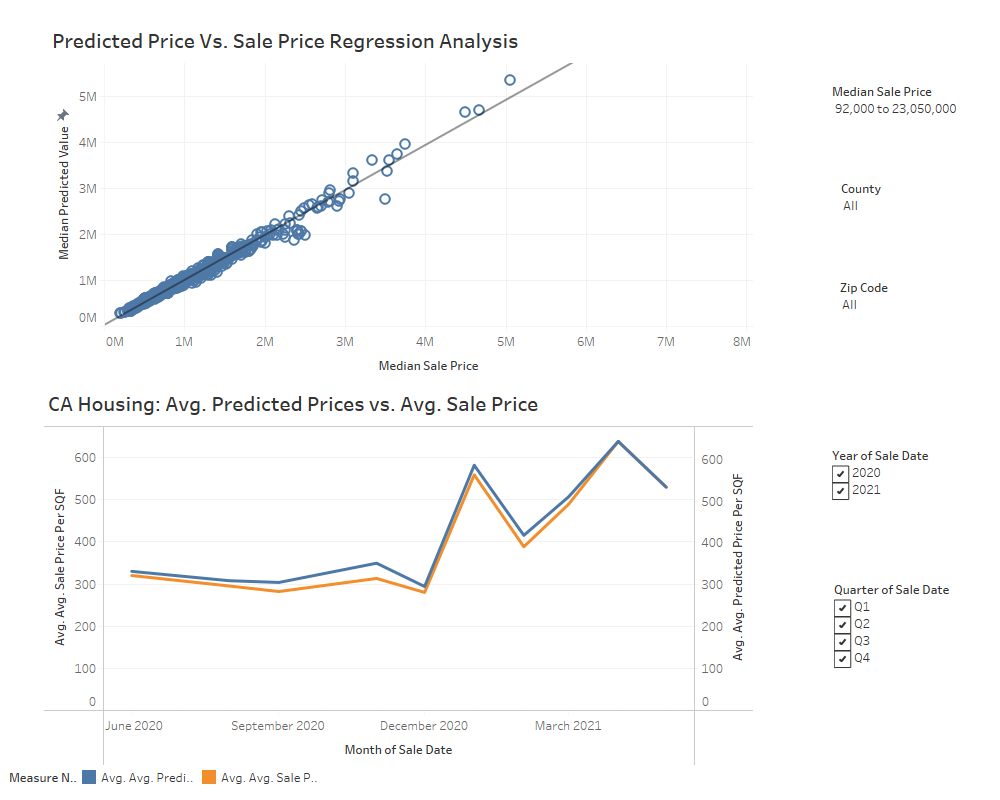 Predicted Price Vs. Sale Price Regression Analysis
5M
4M
3M
2M
1M
0M
Median Predicted Value
0M 1M 2M 3M 4M 5M 6M 7M 8M
Median Sale Price
Median Sale Price
92,000 to 23,050,000
County
All
Zip Code
All
CA Housing: Avg. Predicted Prices vs. Avg. Sale Price
600
500
400
300
200
100
0
Avg. Avg. Sale Price Per SQF
600
500
400
300
200
100
0
Avg. Avg. Predicted Price Per SQF
June 2020 September 2020 December 2020 March 2021
Month of Sale Date
Year of Sale Date
2020
2021
Quarter of Sale Date
Q1
Q2
Q3
Q4
Measure N.. Avg. Avg. Predi.. Avg. Avg. Sale P..